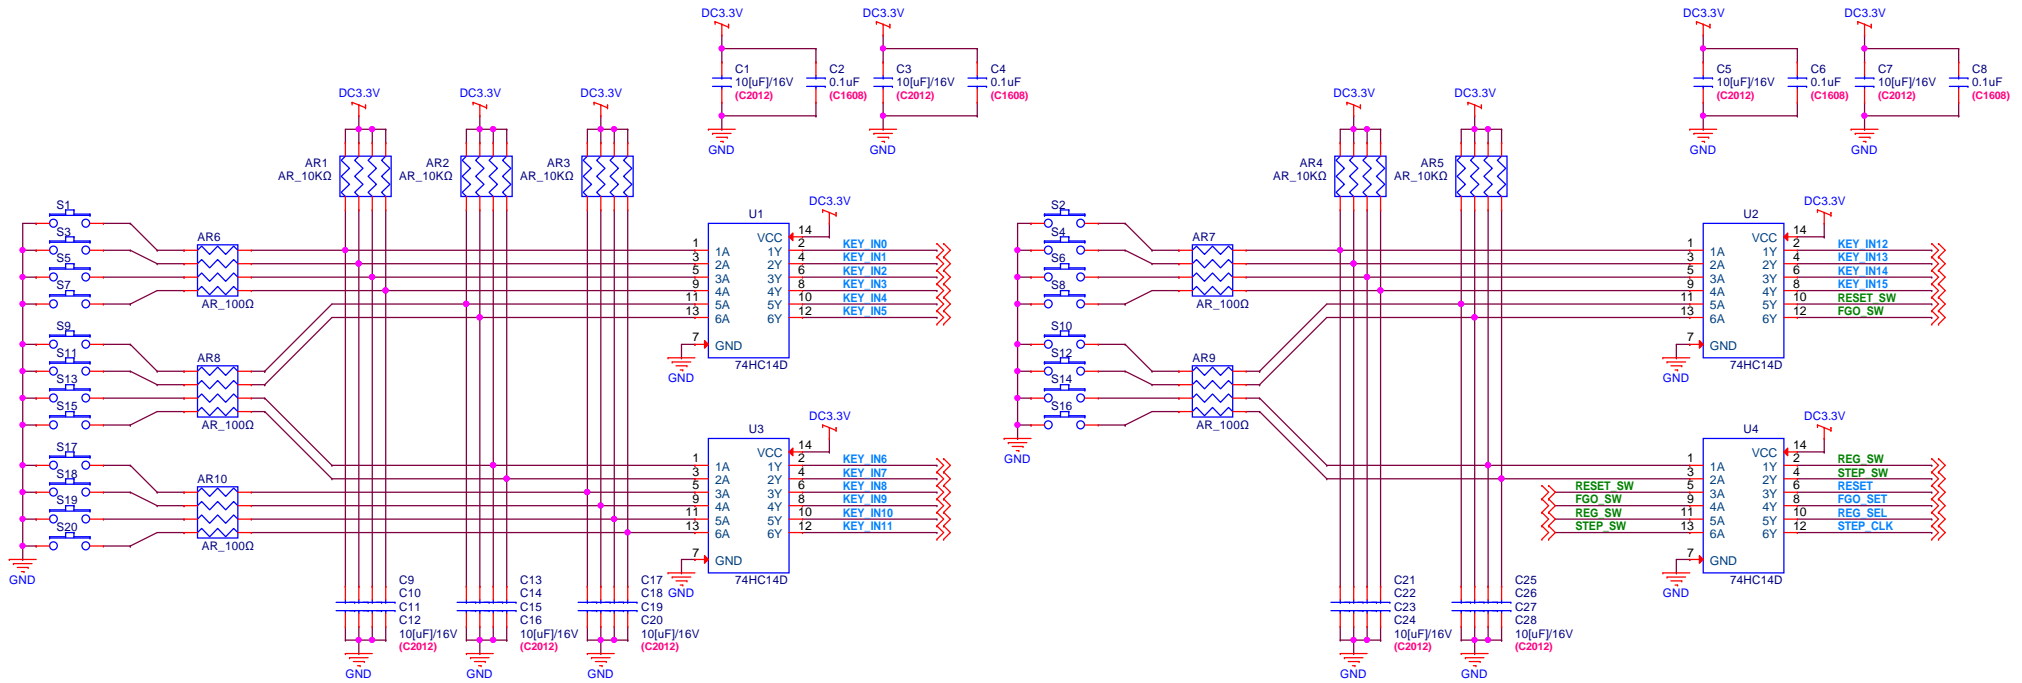 DC3.3V
DC3.3V
C1
10[uF]/16V
(C2012)
C2
0.1uF
(C1608)
C3
10[uF]/16V
(C2012)
C4
0.1uF
(C1608)
GND
GND
DC3.3V
DC3.3V
DC3.3V
AR1
AR_10KΩ
AR2
AR_10KΩ
AR3
AR_10KΩ
S1
S3
S5
S7
AR6
AR_100Ω
S9
S11
S13
S15
AR8
AR_100Ω
S17
S18
S19
S20
AR10
AR_100Ω
GND
U1
DC3.3V
VCC 14
1 1A 1Y 2 KEY_IN0
3 2A 2Y 4 KEY_IN1
5 3A 3Y 6 KEY_IN2
9 4A 4Y 8 KEY_IN3
11 5A 5Y 10 KEY_IN4
13 6A 6Y 12 KEY_IN5
7 GND
GND
74HC14D
U3
DC3.3V
VCC 14
1 1A 1Y 2 KEY_IN6
3 2A 2Y 4 KEY_IN7
5 3A 3Y 6 KEY_IN8
9 4A 4Y 8 KEY_IN9
11 5A 5Y 10 KEY_IN10
13 6A 6Y 12 KEY_IN11
7 GND
GND
74HC14D
C9
C10
C11
C12
10[uF]/16V
(C2012)
GND
C13
C14
C15
C16
10[uF]/16V
(C2012)
GND
C17
C18
C19
C20
10[uF]/16V
(C2012)
GND
DC3.3V
DC3.3V
C5
10[uF]/16V
(C2012)
C6
0.1uF
(C1608)
C7
10[uF]/16V
(C2012)
C8
0.1uF
(C1608)
GND
GND
DC3.3V
DC3.3V
AR4
AR_10KΩ
AR5
AR_10KΩ
S2
S4
S6
S8
AR7
AR_100Ω
S10
S12
S14
S16
AR9
AR_100Ω
GND
U2
DC3.3V
VCC 14
1 1A 1Y 2 KEY_IN12
3 2A 2Y 4 KEY_IN13
5 3A 3Y 6 KEY_IN14
9 4A 4Y 8 KEY_IN15
11 5A 5Y 10 RESET_SW
13 6A 6Y 12 FGO_SW
7 GND
GND
74HC14D
U4
DC3.3V
VCC 14
1 1A 1Y 2 REG_SW
3 2A 2Y 4 STEP_SW
RESET_SW 5 3A 3Y 6 RESET
FGO_SW 9 4A 4Y 8 FGO_SET
REG_SW 11 5A 5Y 10 REG_SEL
STEP_SW 13 6A 6Y 12 STEP_CLK
7 GND
GND
74HC14D
C21
C22
C23
C24
10[uF]/16V
(C2012)
GND
C25
C26
C27
C28
10[uF]/16V
(C2012)
GND